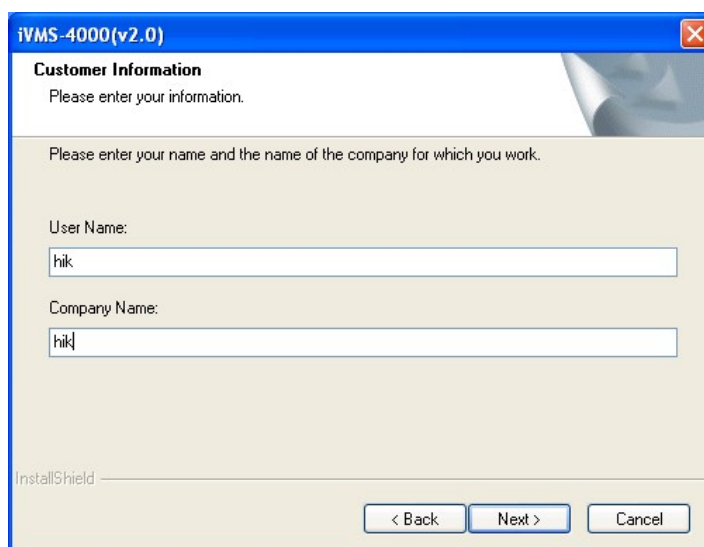 iVMS-4000(v2.0)
Customer Information
Please enter your information.
Please enter your name and the name of the company for which you work.
User Name:
hik
Company Name:
hik
InstallShield
< Back Next > Cancel